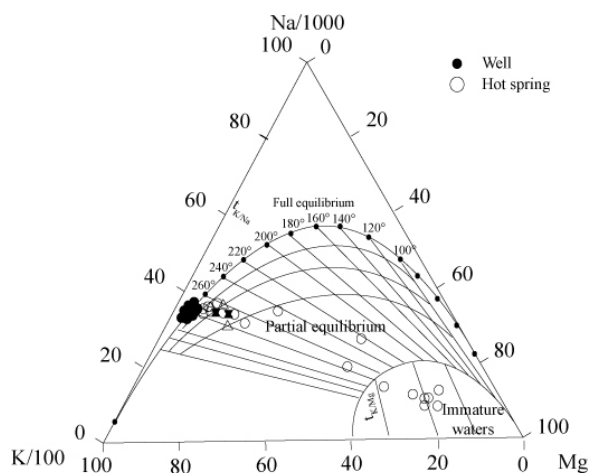 Na/1000
100 0
Well
Hot spring
80 20
60 40
t K/Na
Full equilibrium
180° 160° 140°
200° 120°
220° 100°
240°
260°
40 60
Partial equilibrium
20 80
t K/Mg
Immature
waters
0 100
K/100 100 80 60 40 20 0 Mg